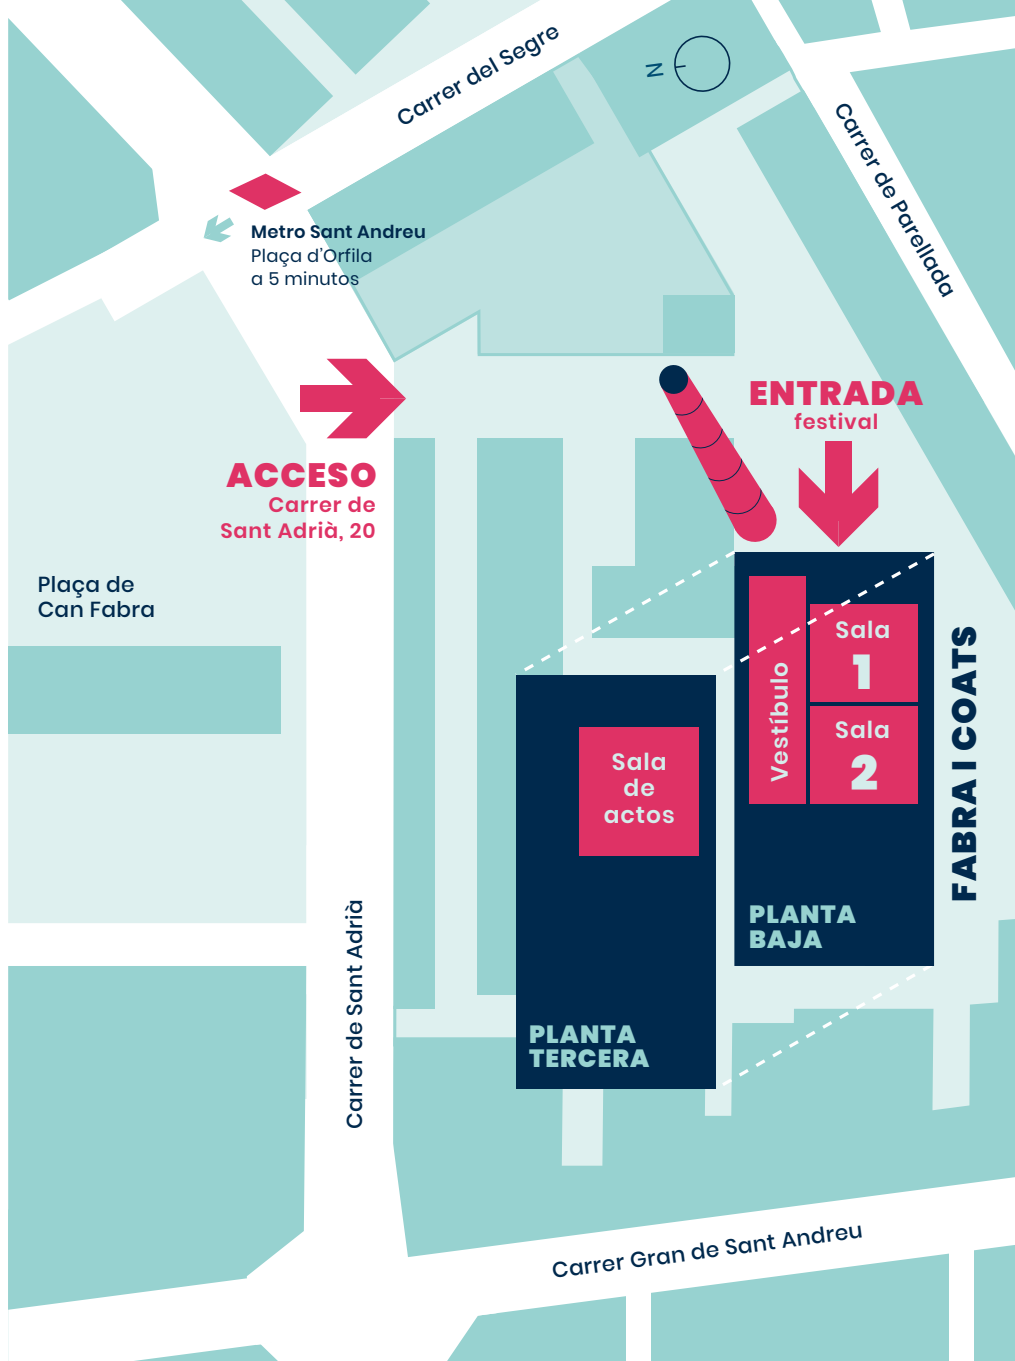 Carrer del Segre
N
Carrer de Parellada
Metro Sant Andreu
Plaça d'Orfila
a 5 minutos
ENTRADA
festival
ACCESO
Carrer de
Sant Adrià, 20
Plaça de
Can Fabra
Vestíbulo
Sala
1
Sala
2
FABRA I COATS
Sala
de
actos
PLANTA
BAJA
Carrer de Sant Adrià
PLANTA
TERCERA
Carrer Gran de Sant Andreu